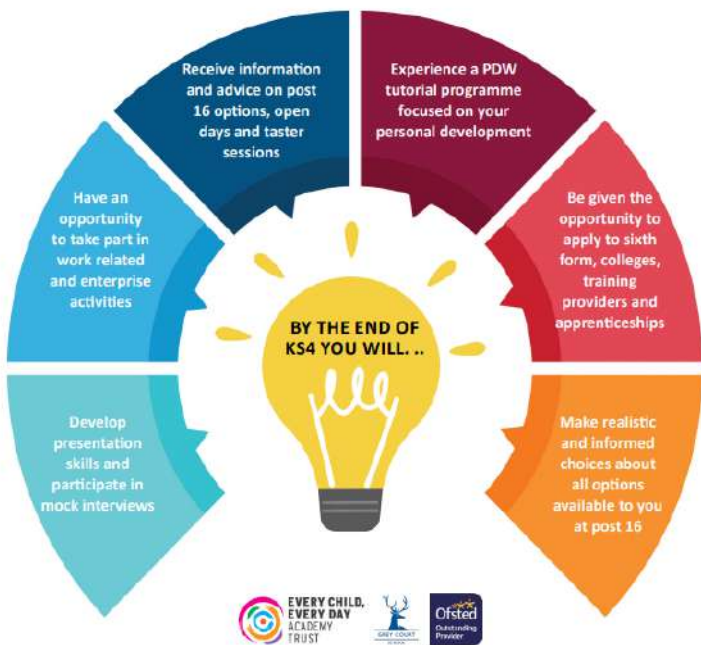 Receive information
and advice on post
16 options, open
days and taster
sessions
Experience a PDW
tutorial programme
focused on your
personal development
Have an
opportunity
to take part in
work related
and enterprise
activities
Be given the
opportunity to
apply to sixth
form, colleges,
training
providers and
apprenticeships
BY THE END OF
KS4 YOU WILL. ..
Develop
presentation
skills and
participate in
mock interviews
Make realistic
and informed
choices about
all options
available to you
at post 16
EVERY CHILD,
EVERY DAY
ACADEMY
TRUST
GREY COURT
Ofsted
Outstanding
Provider